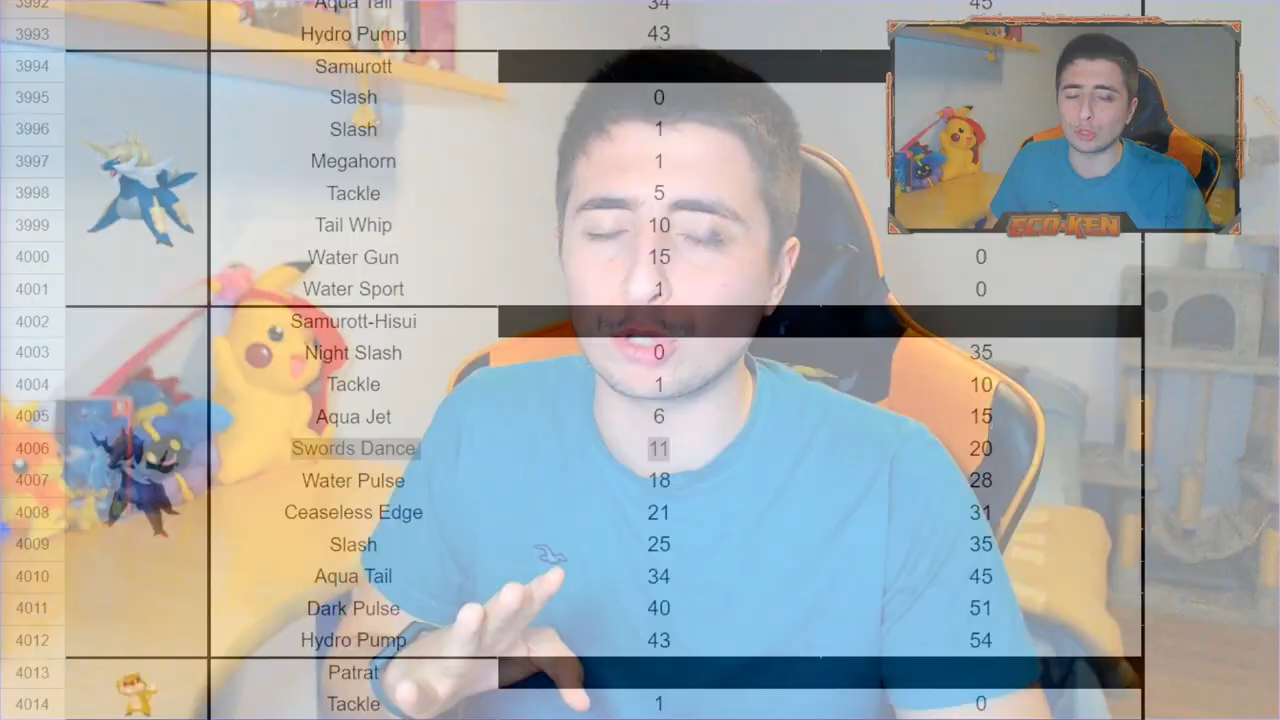 3992 Aqua Tail 34 45
3993 Hydro Pump 43
3994 Samurott
3995 Slash 0
3996 Slash 1
3997 Megahorn 1
3998 Tackle 5
3999 Tail Whip 10
ECO-KEN
4000 Water Gun 15 0
4001 Water Sport 1 0
4002 Samurott-Hisui
4003 Night Slash 0 35
4004 Tackle 1 10
4005 Aqua Jet 6 15
4006 Swords Dance 11 20
4007 Water Pulse 18 28
4008 Ceaseless Edge 21 31
4009 Slash 25 35
4010 Aqua Tail 34 45
4011 Dark Pulse 40 51
4012 Hydro Pump 43 54
4013 Patrat
4014 Tackle 1 0